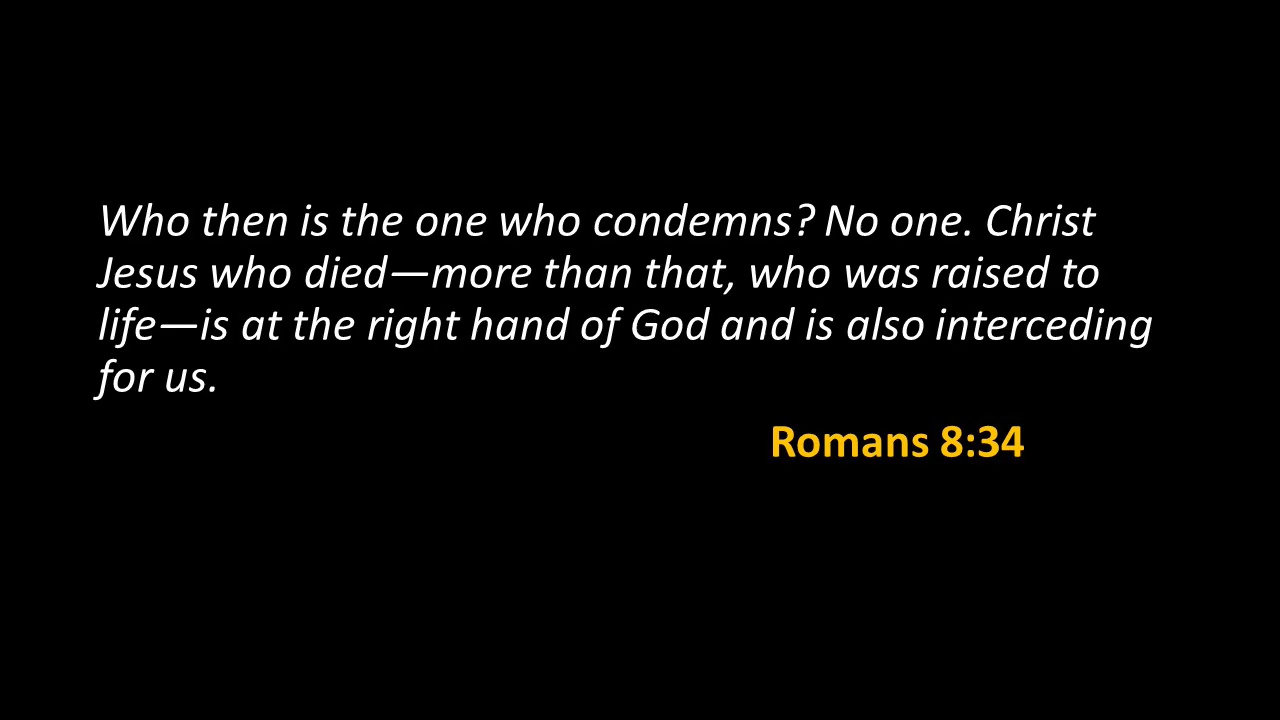 Who then is the one who condemns? No one. Christ
Jesus who died—more than that, who was raised to
life—is at the right hand of God and is also interceding
for us.
Romans 8:34